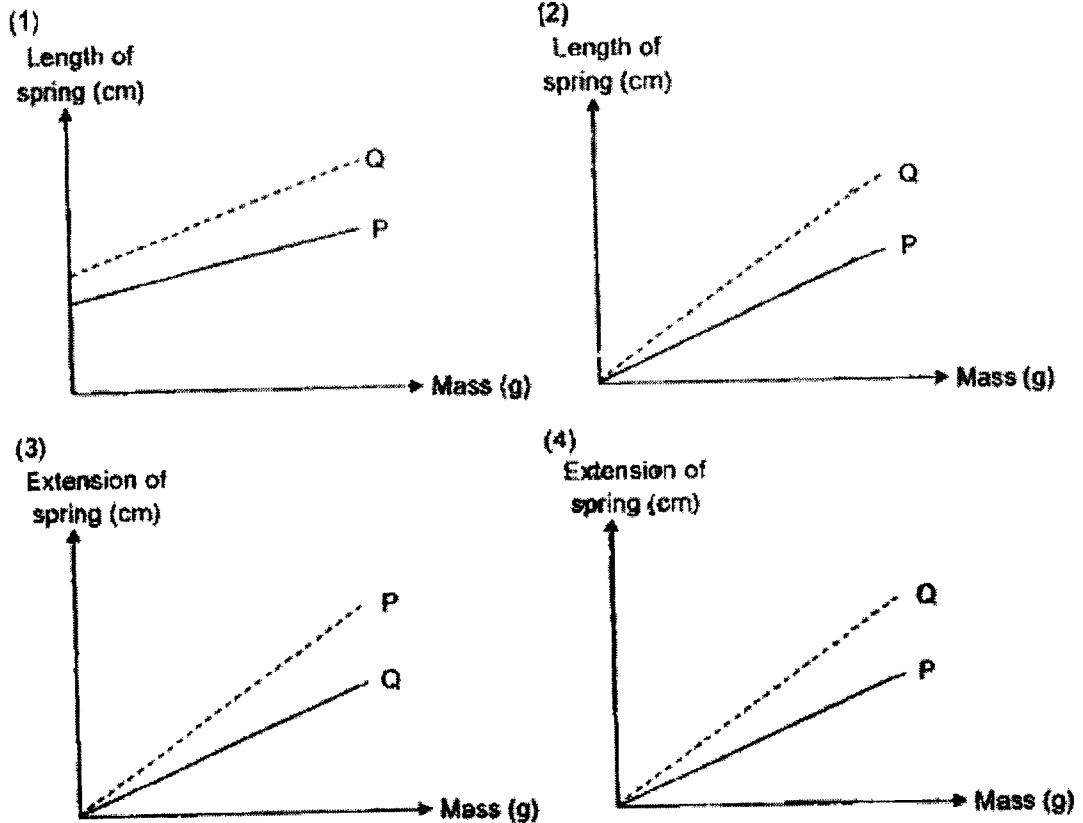 (1)
Length of
spring (cm)
Q
P
Mass (g)
(2)
Length of
spring (cm)
Q
P
Mass (g)
(3)
Extension of
spring (cm)
P
Q
Mass (g)
(4)
Extension of
spring (cm)
Q
P
Mass (g)